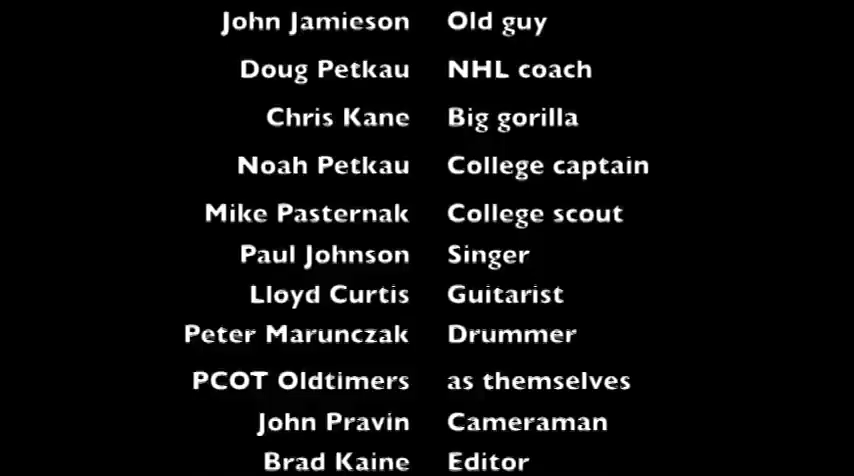 John Jamieson Old guy
Doug Petkau NHL coach
Chris Kane Big gorilla
Noah Petkau College captain
Mike Pasternak College scout
Paul Johnson Singer
Lloyd Curtis Guitarist
Peter Marunczak Drummer
PCOT Oldtimers as themselves
John Pravin Cameraman
Brad Kaine Editor